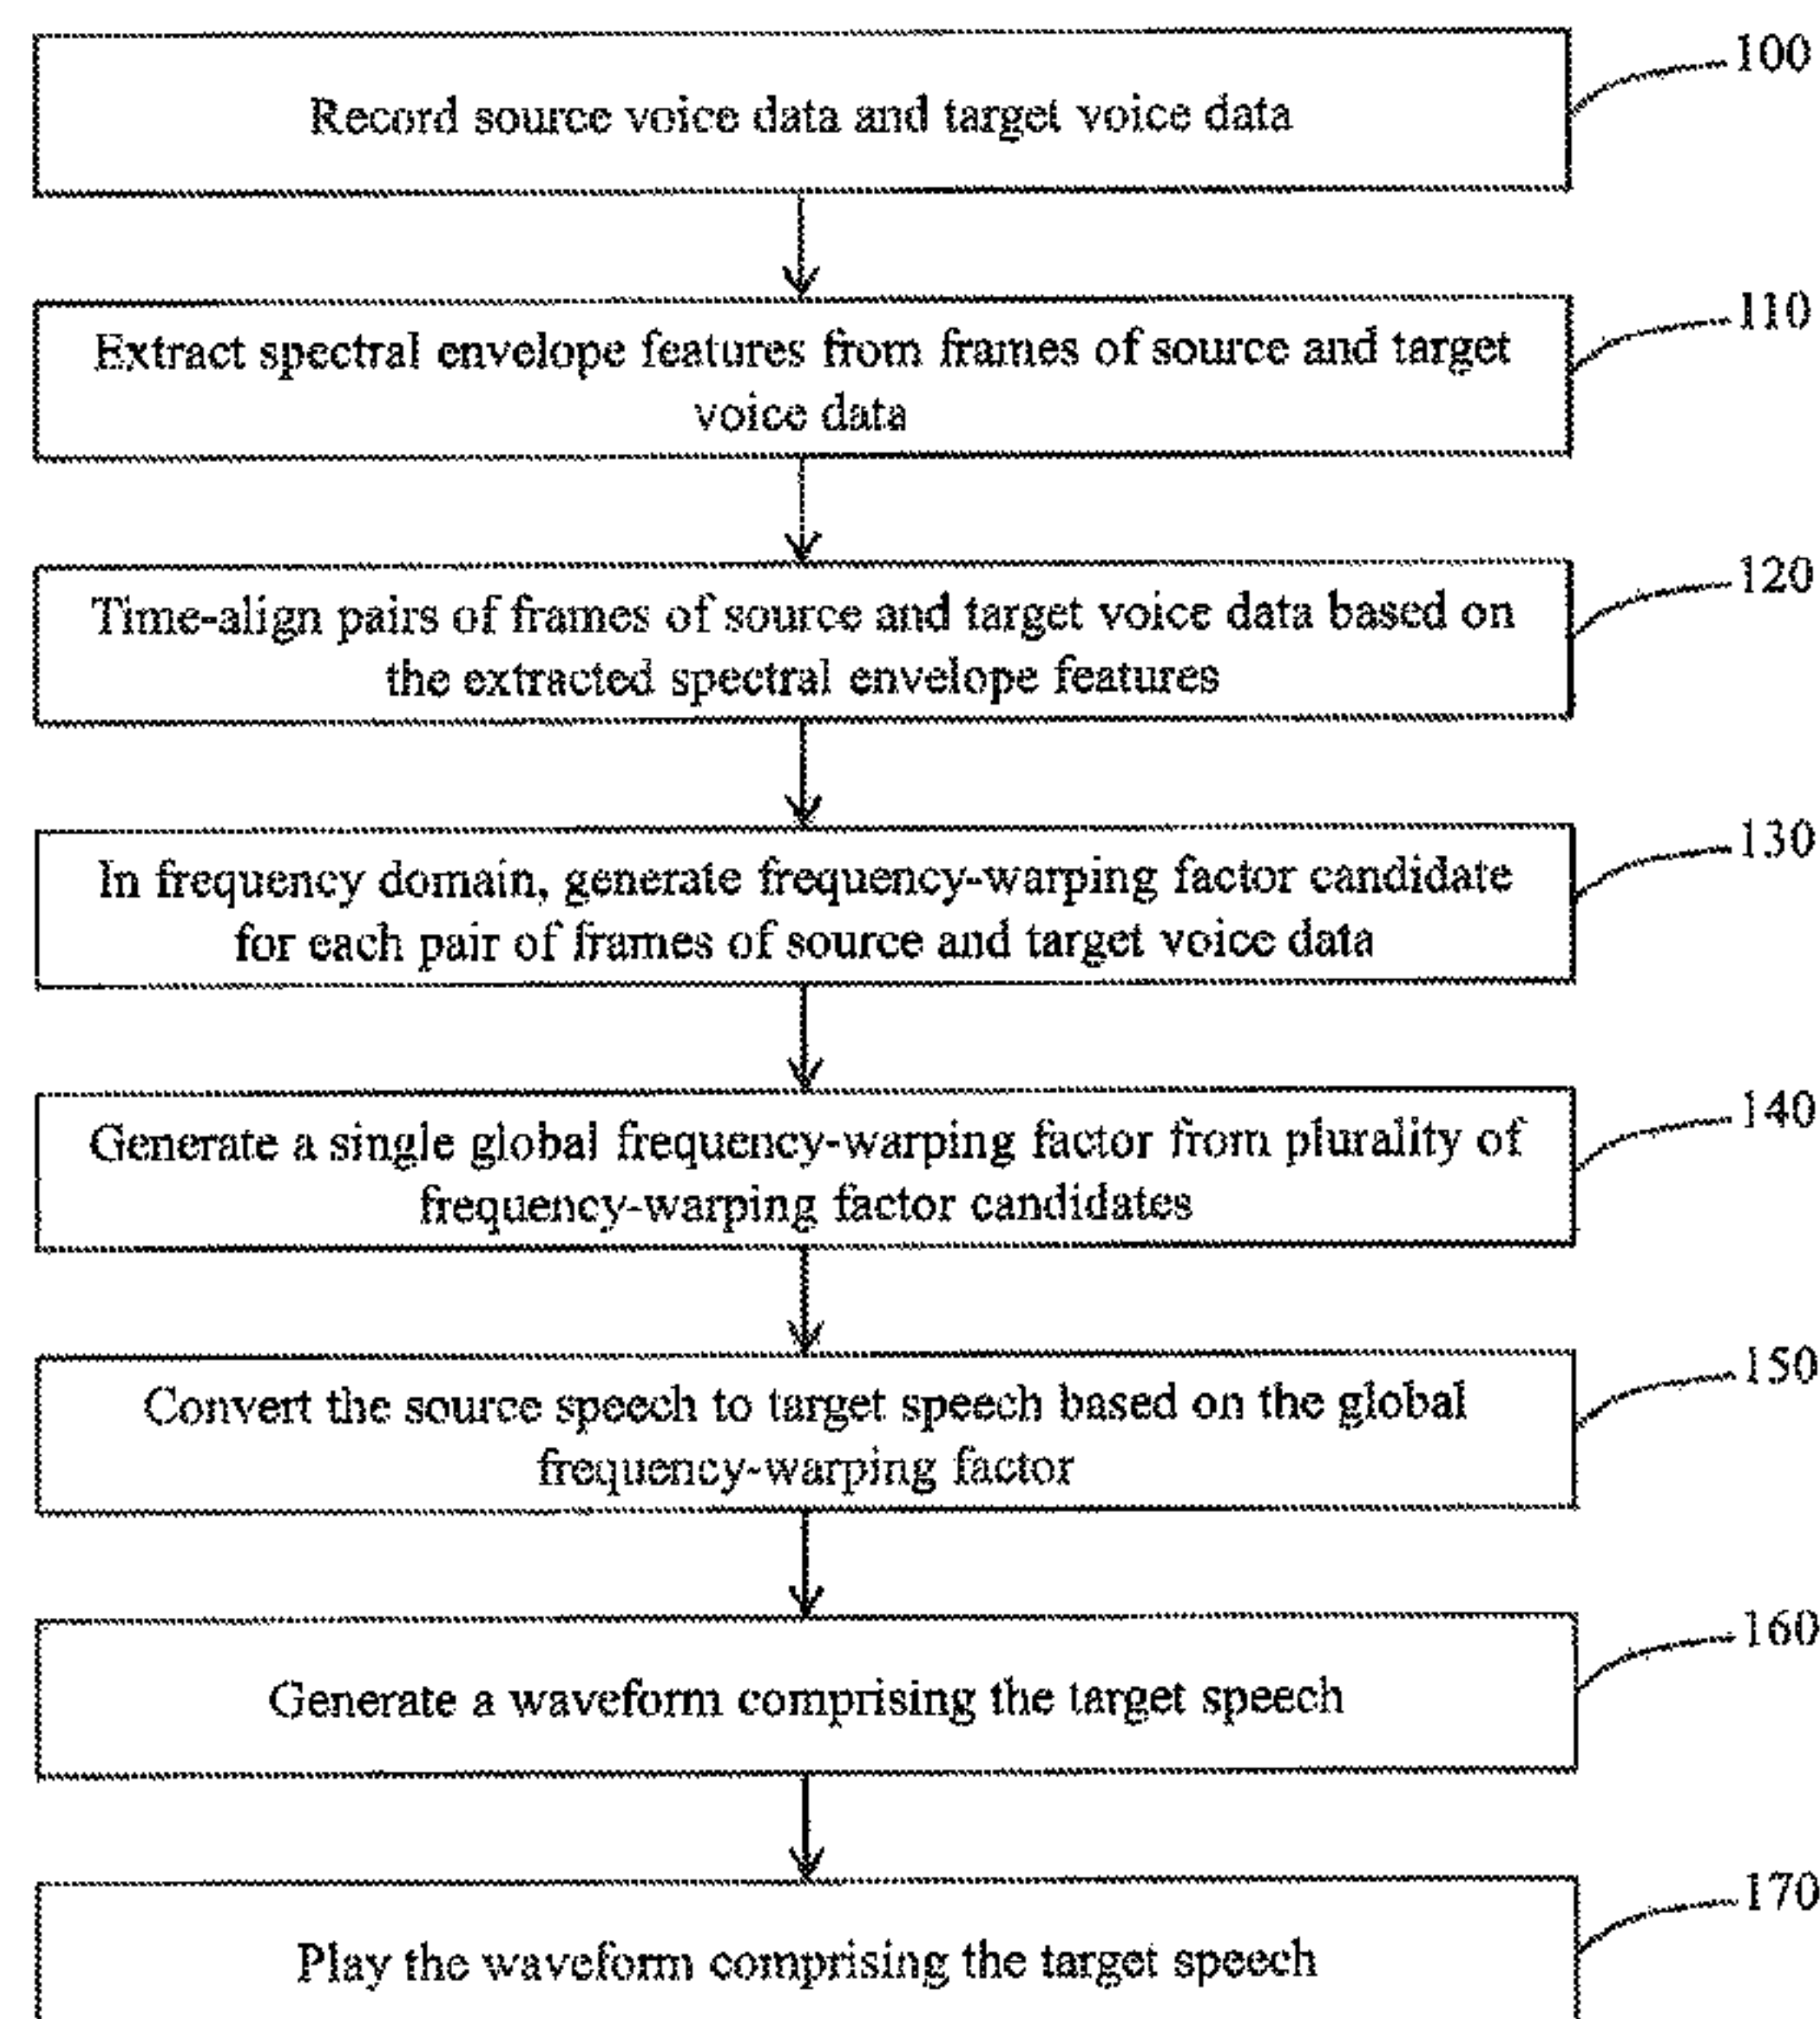 Record source voice data and target voice data
100
Extract spectral envelope features from frames of source and target
voice data
110
Time-align pairs of frames of source and target voice data based on
the extracted spectral envelope features
120
In frequency domain, generate frequency-warping factor candidate
for each pair of frames of source and target voice data
130
Generate a single global frequency-warping factor from plurality of
frequency-warping factor candidates
140
Convert the source speech to target speech based on the global
frequency-warping factor
150
Generate a waveform comprising the target speech
160
Play the waveform comprising the target speech
170